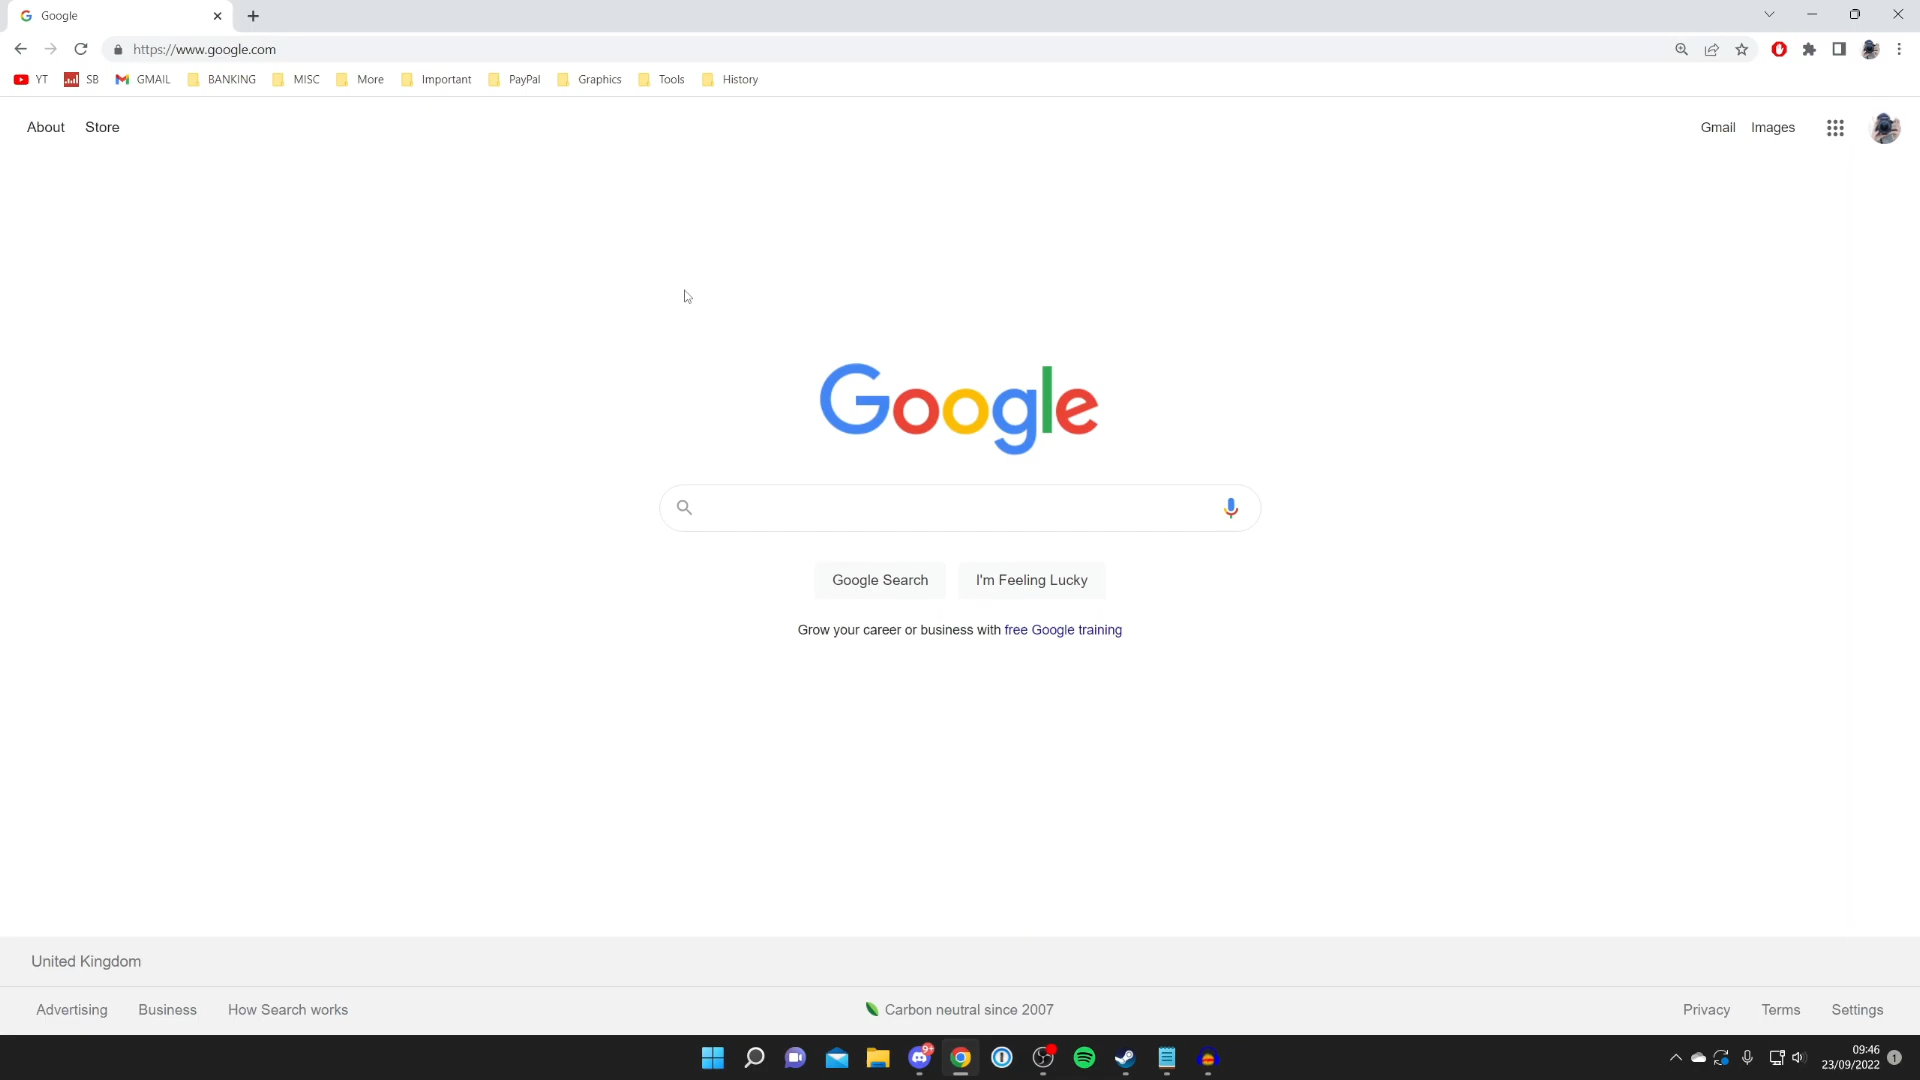 Google
https://www.google.com
YT SB GMAIL BANKING MISC More Important PayPal Graphics Tools History
About Store Gmail Images
Google
Google Search I'm Feeling Lucky
Grow your career or business with free Google training
United Kingdom
Advertising Business How Search works Carbon neutral since 2007 Privacy Terms Settings
9+
09:46
23/09/2022 1